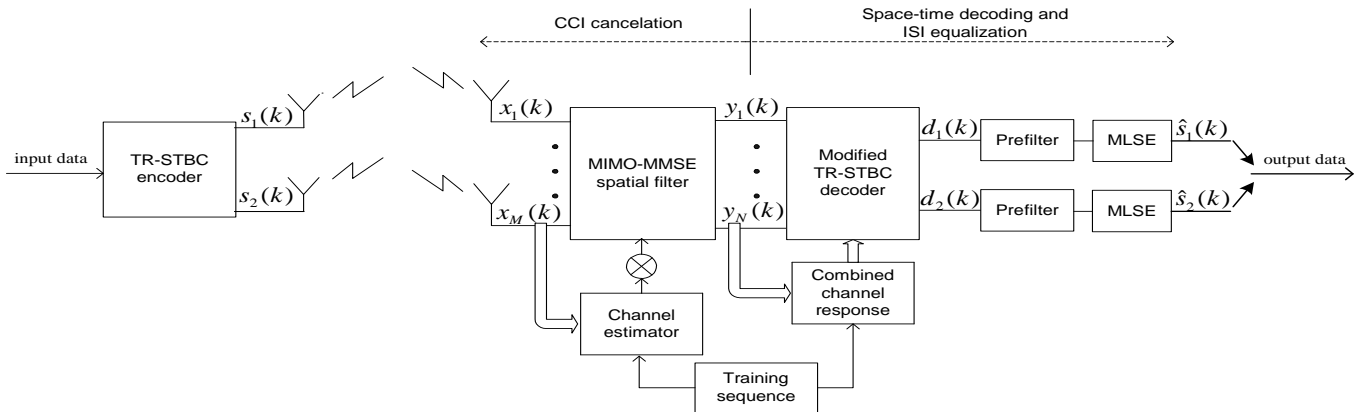 CCI cancelation
Space-time decoding and
ISI equalization
input data
TR-STBC
encoder
s₁(k)
s₂(k)
x₁(k)
x_M(k)
MIMO-MMSE
spatial filter
y₁(k)
y_N(k)
Modified
TR-STBC
decoder
d₁(k)
d₂(k)
Prefilter
MLSE
ŝ₁(k)
Prefilter
MLSE
ŝ₂(k)
output data
Channel
estimator
Combined
channel
response
Training
sequence